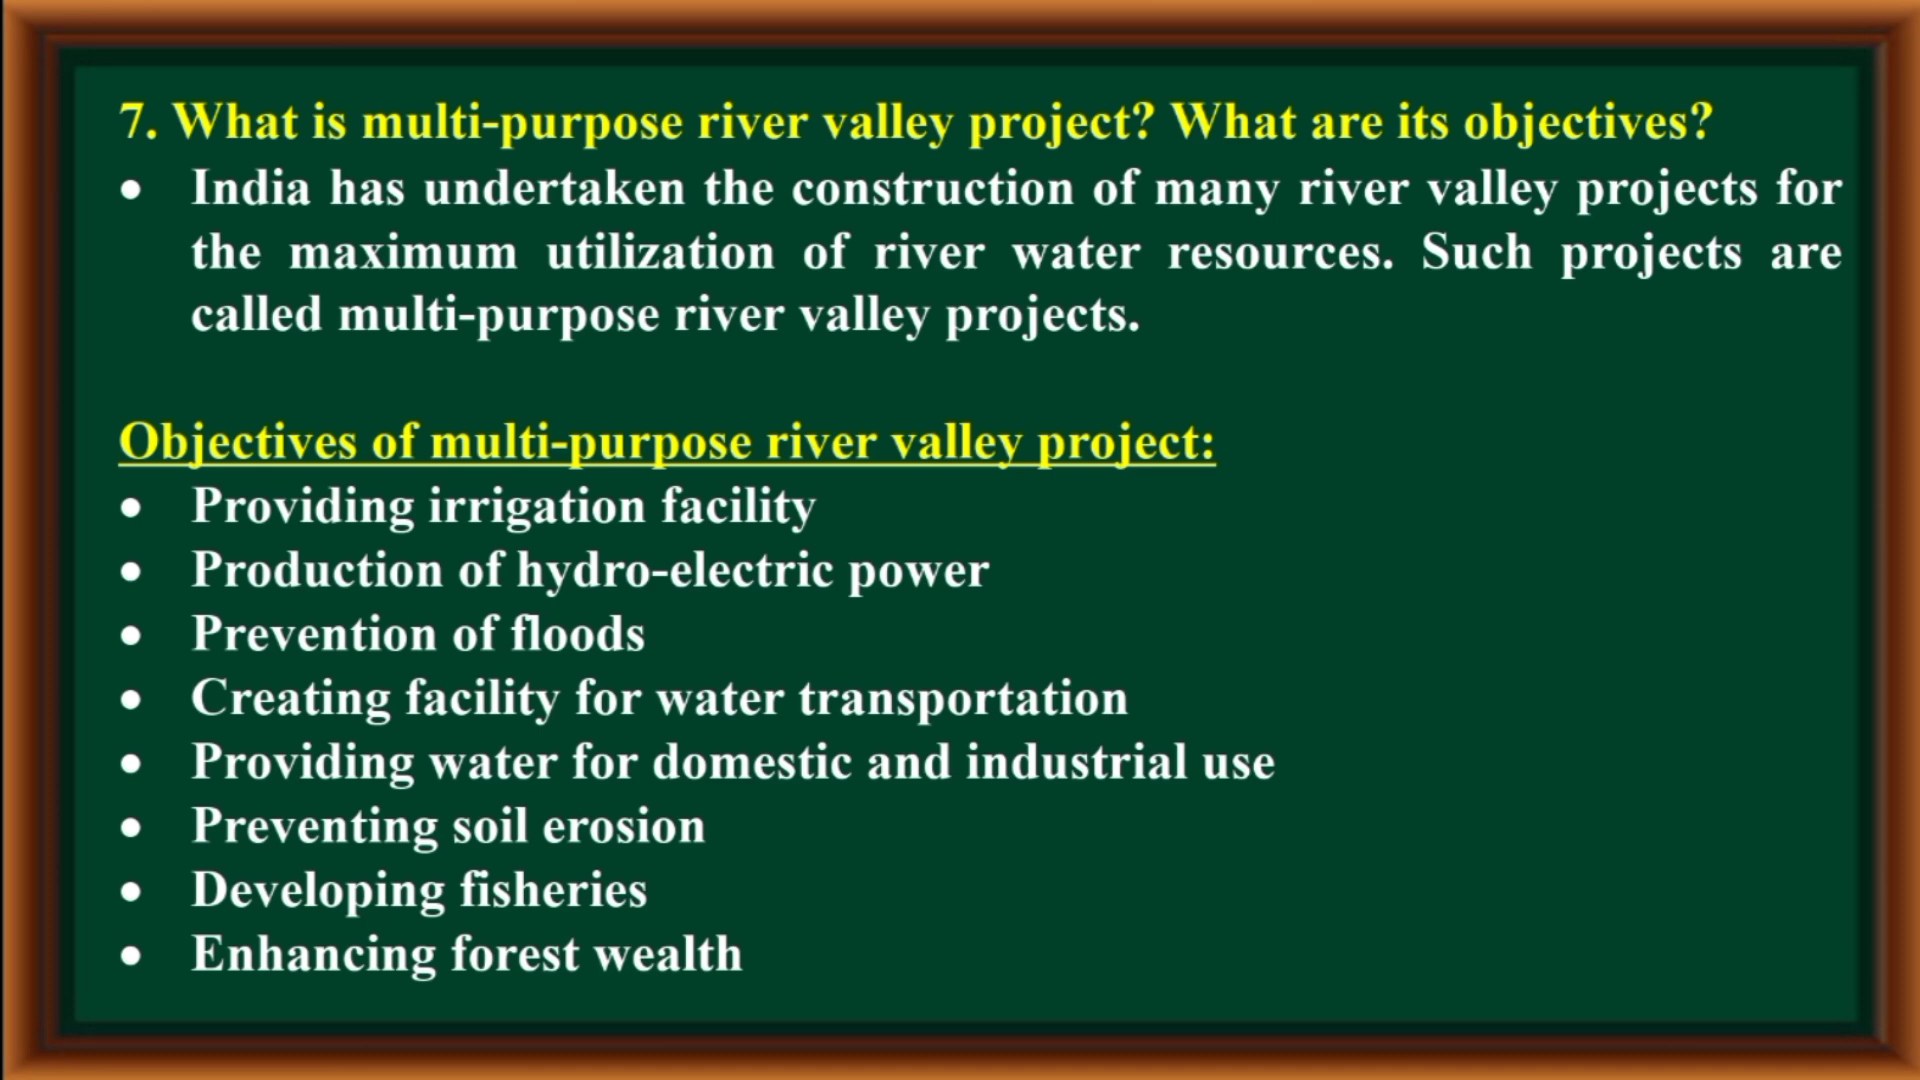 7. What is multi-purpose river valley project? What are its objectives?
• India has undertaken the construction of many river valley projects for
the maximum utilization of river water resources. Such projects are
called multi-purpose river valley projects.
Objectives of multi-purpose river valley project:
• Providing irrigation facility
• Production of hydro-electric power
• Prevention of floods
• Creating facility for water transportation
• Providing water for domestic and industrial use
• Preventing soil erosion
• Developing fisheries
• Enhancing forest wealth